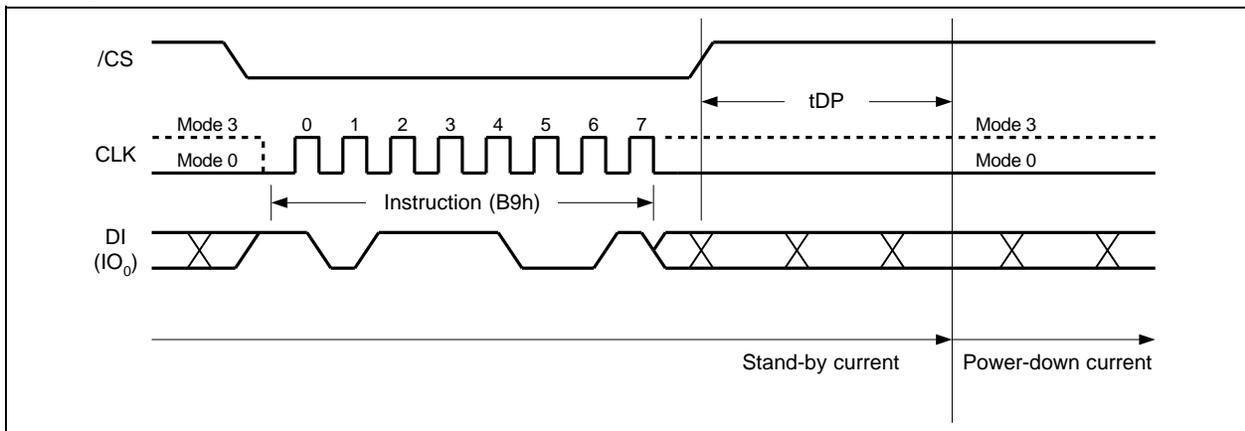 /CS
tDP
Mode 3 0 1 2 3 4 5 6 7 Mode 3
CLK
Mode 0 Mode 0
Instruction (B9h)
DI
(IO0)
Stand-by current Power-down current